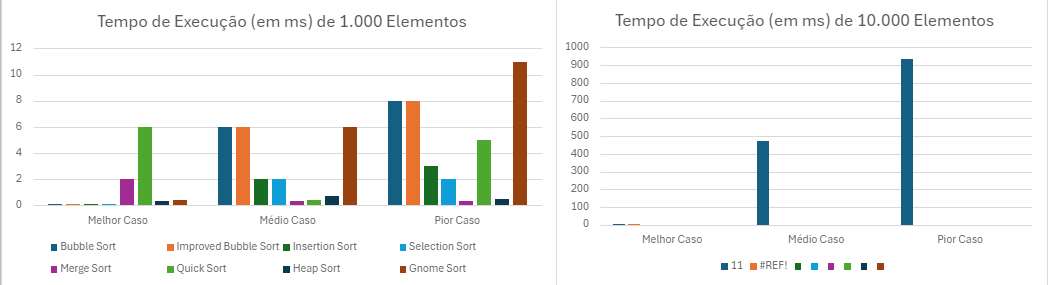 Tempo de Execução (em ms) de 1.000 Elementos
12
10
8
6
4
2
0
Melhor Caso Médio Caso Pior Caso
Bubble Sort Improved Bubble Sort Insertion Sort Selection Sort
Merge Sort Quick Sort Heap Sort Gnome Sort
Tempo de Execução (em ms) de 10.000 Elementos
1000
900
800
700
600
500
400
300
200
100
0
Melhor Caso Médio Caso Pior Caso
11 #REF!